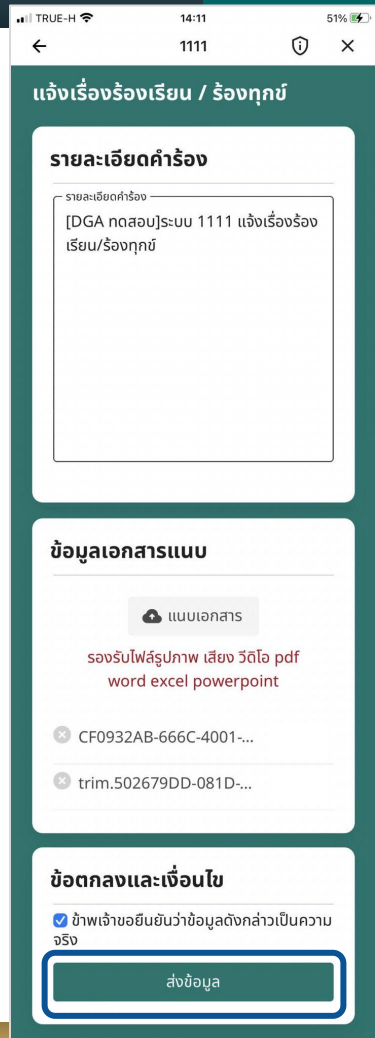 TRUE-H 14:11 51%
1111
แจ้งเรื่องร้องเรียน / ร้องทุกข์
รายละเอียดคำร้อง
รายละเอียดคำร้อง
[DGA ทดสอบ]ระบบ 1111 แจ้งเรื่องร้อง
เรียน/ร้องทุกข์
ข้อมูลเอกสารแนบ
แนบเอกสาร
รองรับไฟล์รูปภาพ เสียง วีดิโอ pdf
word excel powerpoint
CF0932AB-666C-4001-...
trim.502679DD-081D-...
ข้อตกลงและเงื่อนไข
ข้าพเจ้าขอยืนยันว่าข้อมูลดังกล่าวเป็นความ
จริง
ส่งข้อมูล